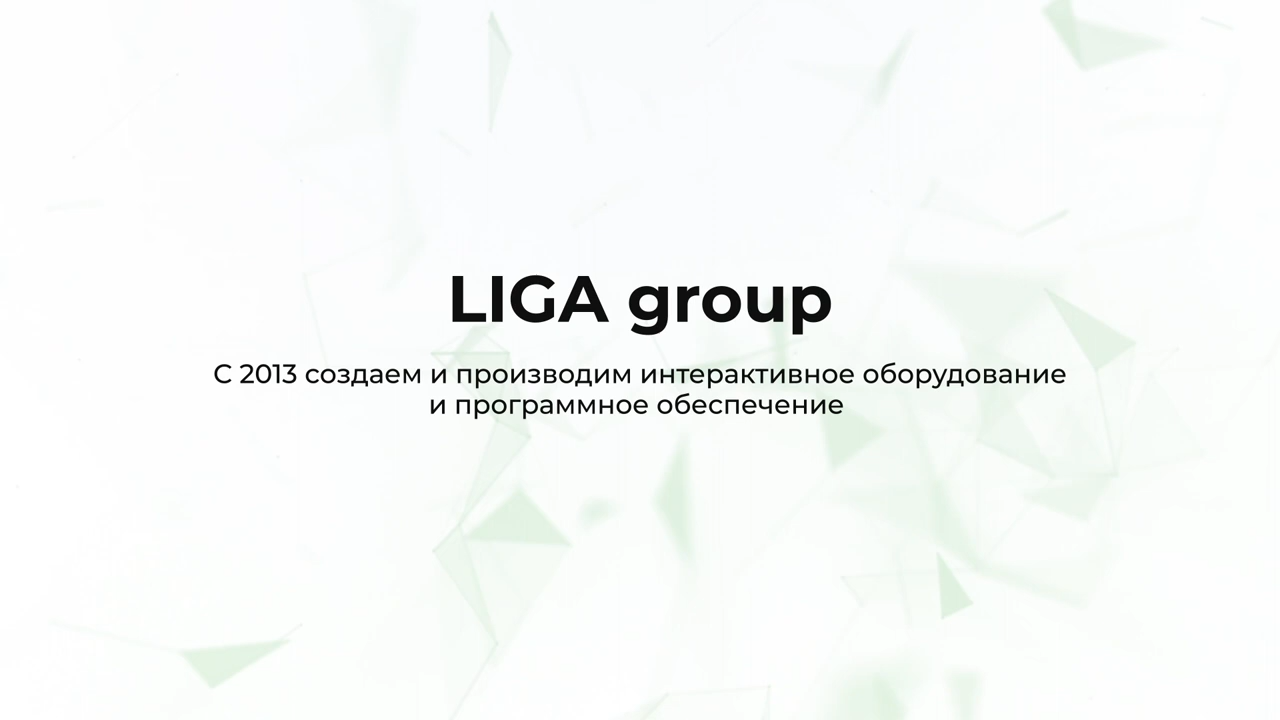 LIGA group
С 2013 создаем и производим интерактивное оборудование
и программное обеспечение